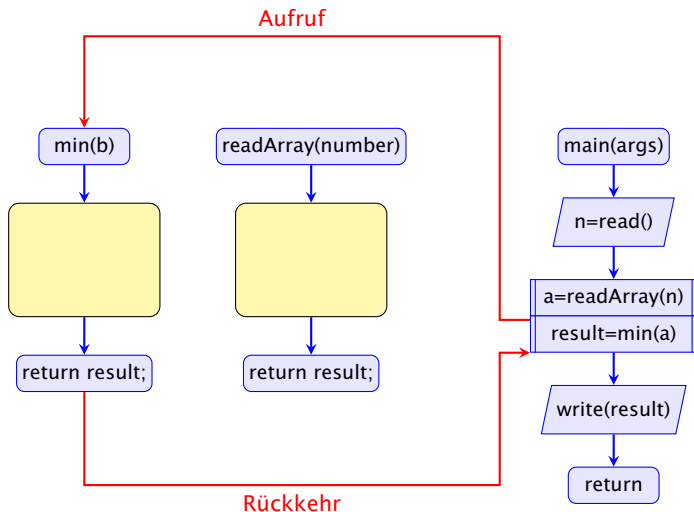 Aufruf
min(b)
readArray(number)
main(args)
n=read()
a=readArray(n)
result=min(a)
return result;
return result;
write(result)
return
Rückkehr